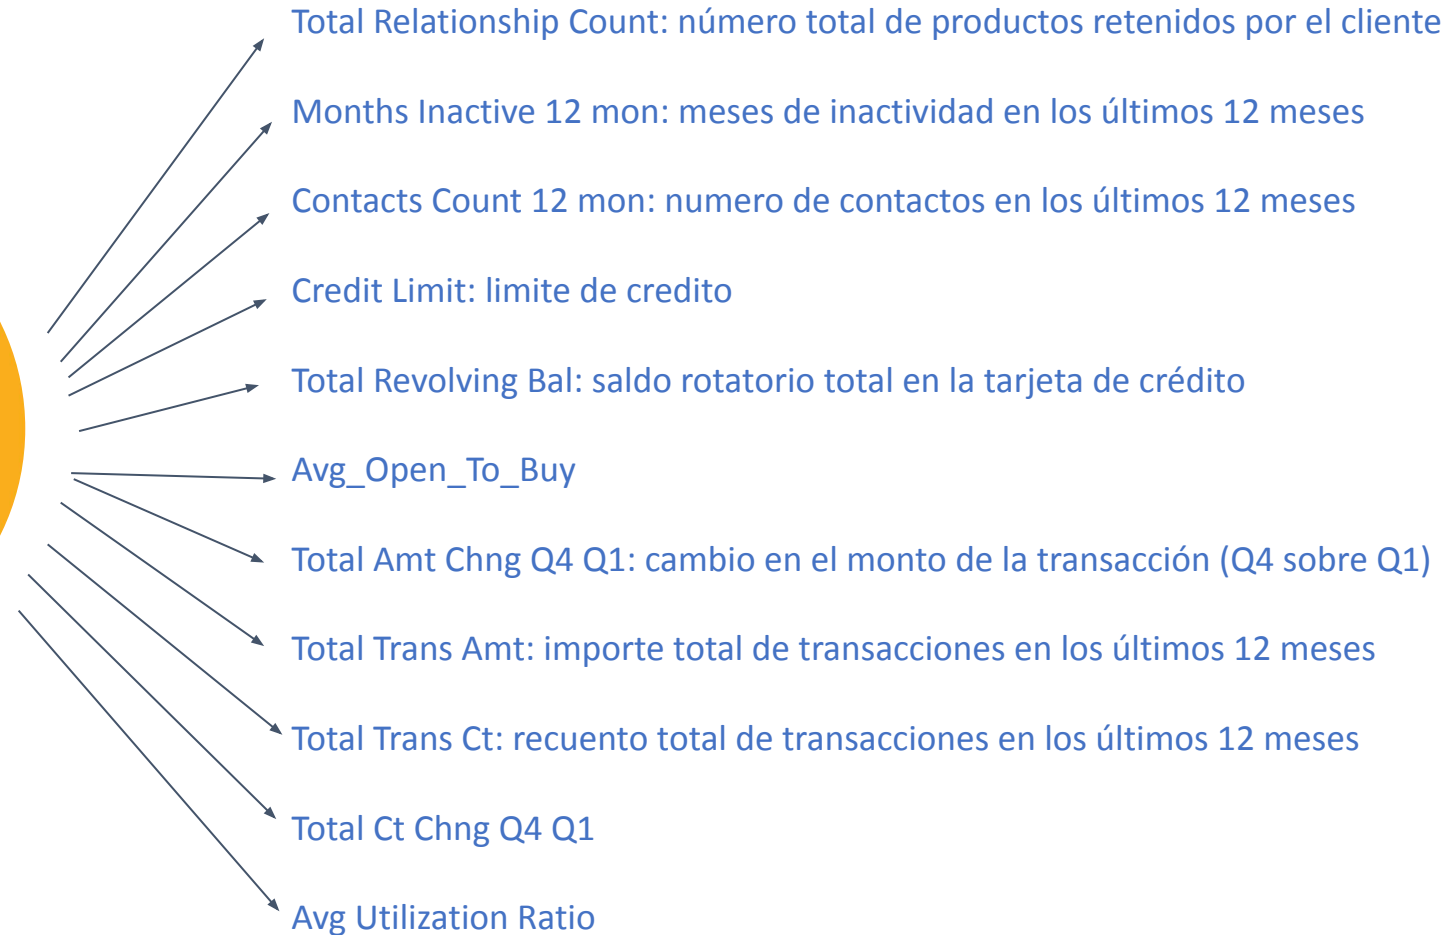 Total Relationship Count: número total de productos retenidos por el cliente
Months Inactive 12 mon: meses de inactividad en los últimos 12 meses
Contacts Count 12 mon: numero de contactos en los últimos 12 meses
Credit Limit: limite de credito
Total Revolving Bal: saldo rotatorio total en la tarjeta de crédito
Avg_Open_To_Buy
Total Amt Chng Q4 Q1: cambio en el monto de la transacción (Q4 sobre Q1)
Total Trans Amt: importe total de transacciones en los últimos 12 meses
Total Trans Ct: recuento total de transacciones en los últimos 12 meses
Total Ct Chng Q4 Q1
Avg Utilization Ratio